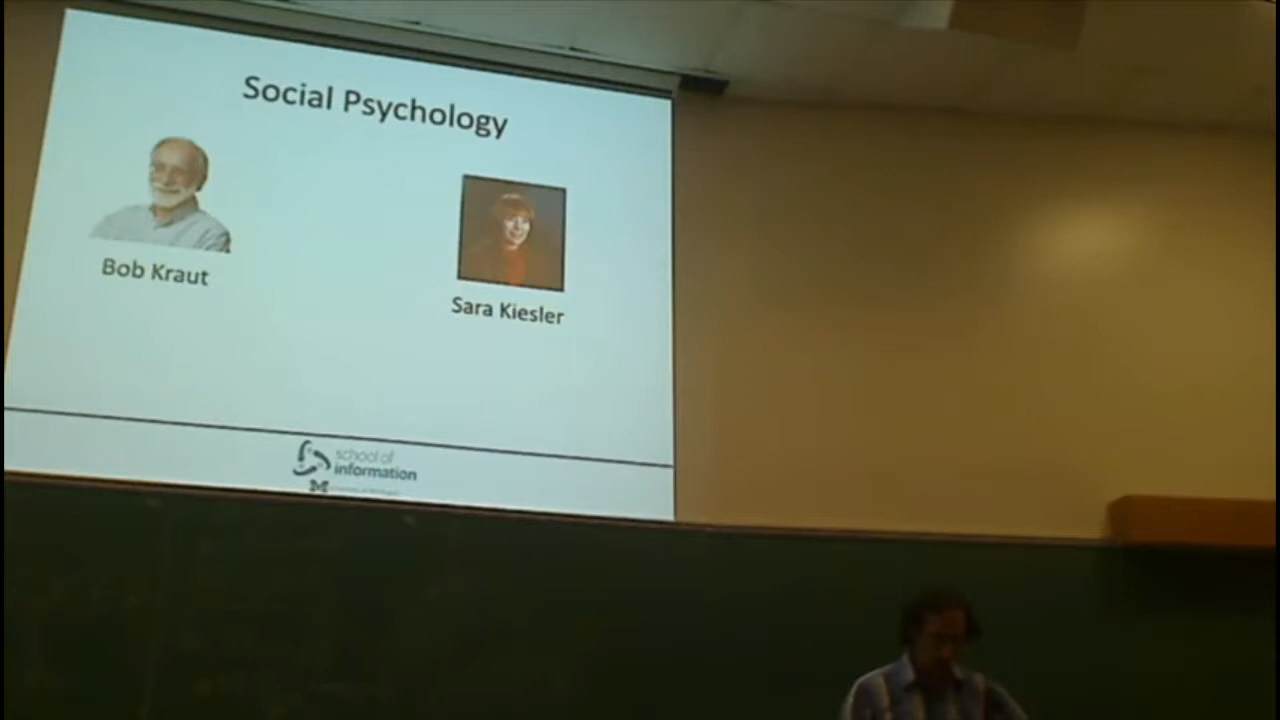 Social Psychology
Bob Kraut
Sara Kiesler
school of
information
M